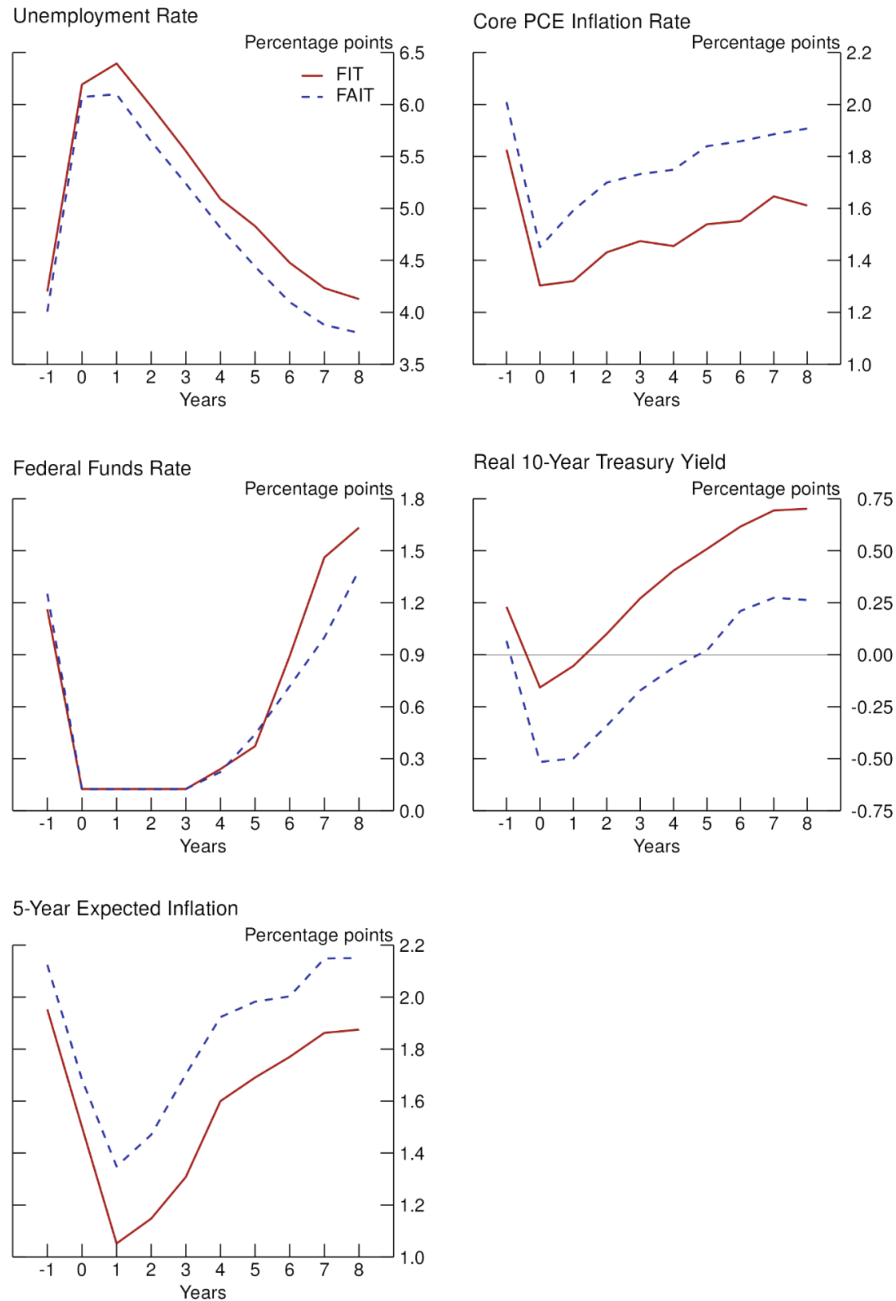 Unemployment Rate
Percentage points
6.5
6.0
5.5
5.0
4.5
4.0
3.5
FIT
FAIT
-1 0 1 2 3 4 5 6 7 8
Years
Core PCE Inflation Rate
Percentage points
2.2
2.0
1.8
1.6
1.4
1.2
1.0
-1 0 1 2 3 4 5 6 7 8
Years
Federal Funds Rate
Percentage points
1.8
1.5
1.2
0.9
0.6
0.3
0.0
-1 0 1 2 3 4 5 6 7 8
Years
Real 10-Year Treasury Yield
Percentage points
0.75
0.50
0.25
0.00
-0.25
-0.50
-0.75
-1 0 1 2 3 4 5 6 7 8
Years
5-Year Expected Inflation
Percentage points
2.2
2.0
1.8
1.6
1.4
1.2
1.0
-1 0 1 2 3 4 5 6 7 8
Years